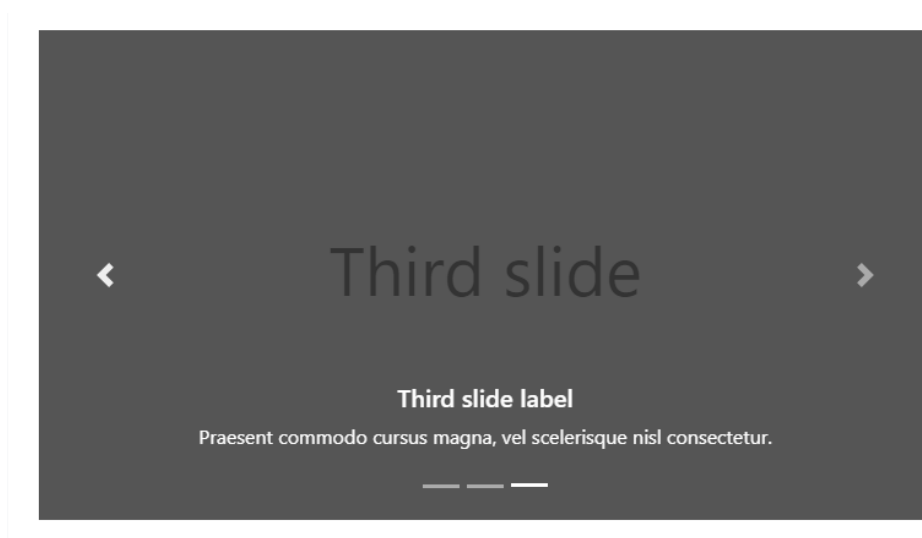 Third slide
Third slide label
Praesent commodo cursus magna, vel scelerisque nisl consectetur.